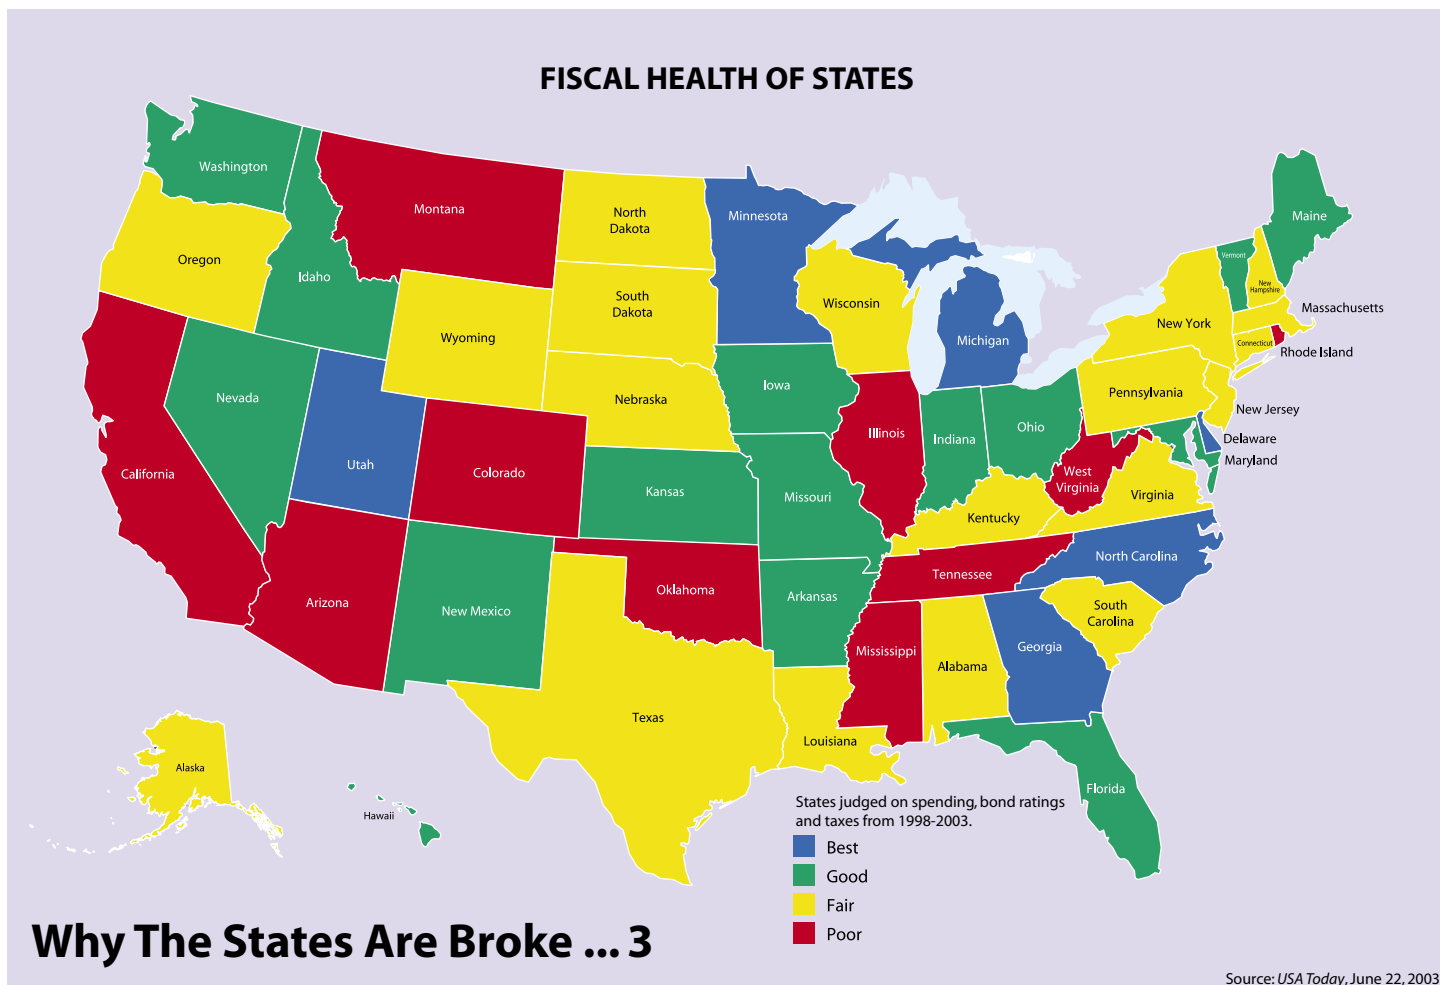 FISCAL HEALTH OF STATES
Washington
Montana
North
Dakota
Minnesota
Maine
Oregon
Idaho
Vermont
New
Hampshire
South
Dakota
Wisconsin
Massachusetts
Wyoming
Michigan
New York
Connecticut
Rhode Island
Nevada
Nebraska
Iowa
Pennsylvania
New Jersey
Illinois
Indiana
Ohio
Delaware
Maryland
California
Utah
Colorado
Kansas
Missouri
West
Virginia
Virginia
Kentucky
North Carolina
Arizona
New Mexico
Oklahoma
Arkansas
Tennessee
South
Carolina
Mississippi
Alabama
Georgia
Texas
Louisiana
Alaska
Hawaii
Florida
States judged on spending, bond ratings
and taxes from 1998-2003.
Best
Good
Fair
Poor
Why The States Are Broke ... 3
Source: USA Today, June 22, 2003